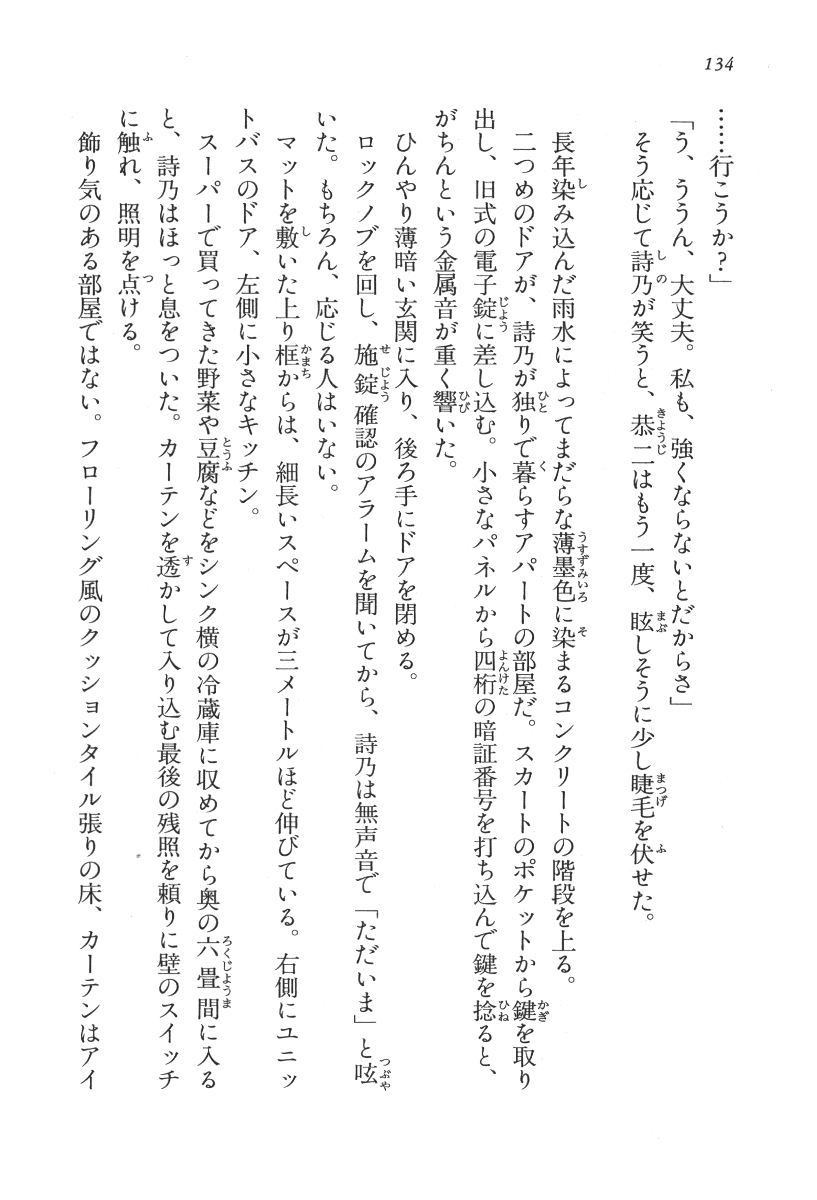 134
……行こうか？」
「う、ううん、大丈夫。私も、強くならないとだからさ」
そう応じて詩乃が笑うと、恭二はもう一度、眩しそうに少し睫毛を伏せた。
長年染み込んだ雨水によってまだらな薄墨色に染まるコンクリートの階段を上る。
二つめのドアが、詩乃が独りで暮らすアパートの部屋だ。スカートのポケットから鍵を取り
出し、旧式の電子錠に差し込む。小さなパネルから四桁の暗証番号を打ち込んで鍵を捻ると、
がちんという金属音が重く響いた。
ひんやり薄暗い玄関に入り、後ろ手にドアを閉める。
ロックノブを回し、施錠確認のアラームを聞いてから、詩乃は無声音で「ただいま」と呟
いた。もちろん、応じる人はいない。
マットを敷いた上り框からは、細長いスペースが三メートルほど伸びている。右側にユニッ
トバスのドア、左側に小さなキッチン。
スーパーで買ってきた野菜や豆腐などをシンク横の冷蔵庫に収めてから奥の六畳間に入る
と、詩乃はほっと息をついた。カーテンを透かして入り込む最後の残照を頼りに壁のスイッチ
に触れ、照明を点ける。
飾り気のある部屋ではない。フローリング風のクッションタイル張りの床、カーテンはアイ